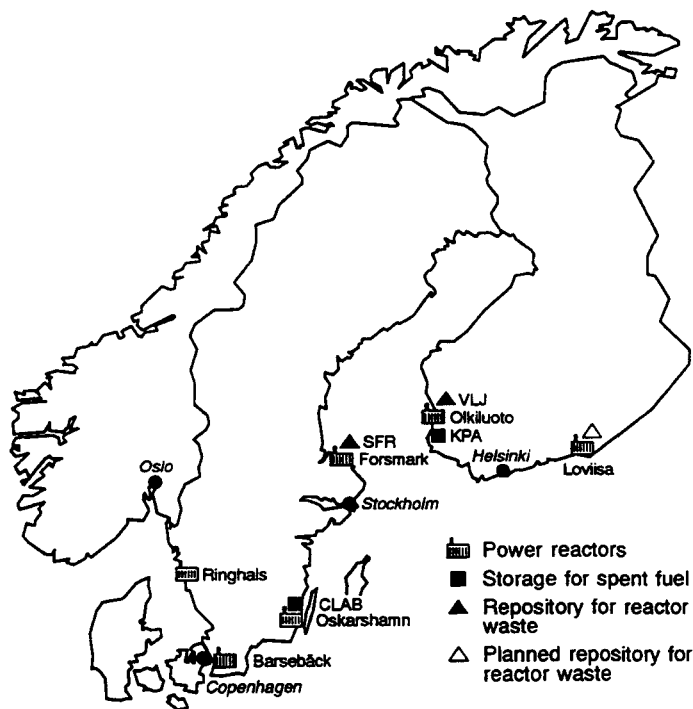 VLJ
Olkiluoto
KPA
SFR
Forsmark
Helsinki
Loviisa
Oslo
Stockholm
Ringhals
CLAB
Oskarshamn
Barsebäck
Copenhagen
Power reactors
Storage for spent fuel
Repository for reactor
waste
Planned repository for
reactor waste